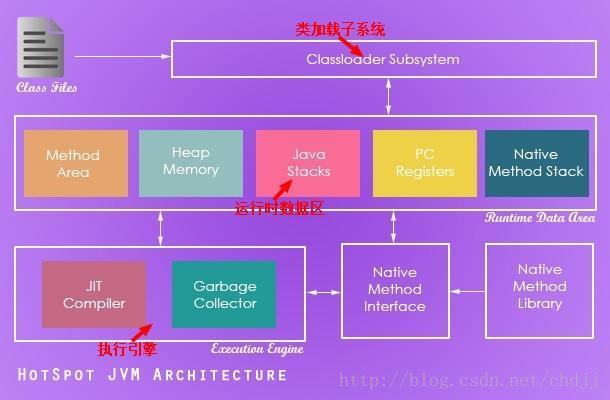 类加载子系统
Classloader Subsystem
Class Files
Method
Area
Heap
Memory
Java
Stacks
PC
Registers
Native
Method Stack
运行时数据区
Runtime Data Area
JIT
Compiler
Garbage
Collector
Native
Method
Interface
Native
Method
Library
执行引擎
Execution Engine
HotSpot JVM Architecture
http://blog.csdn.net/chdjj